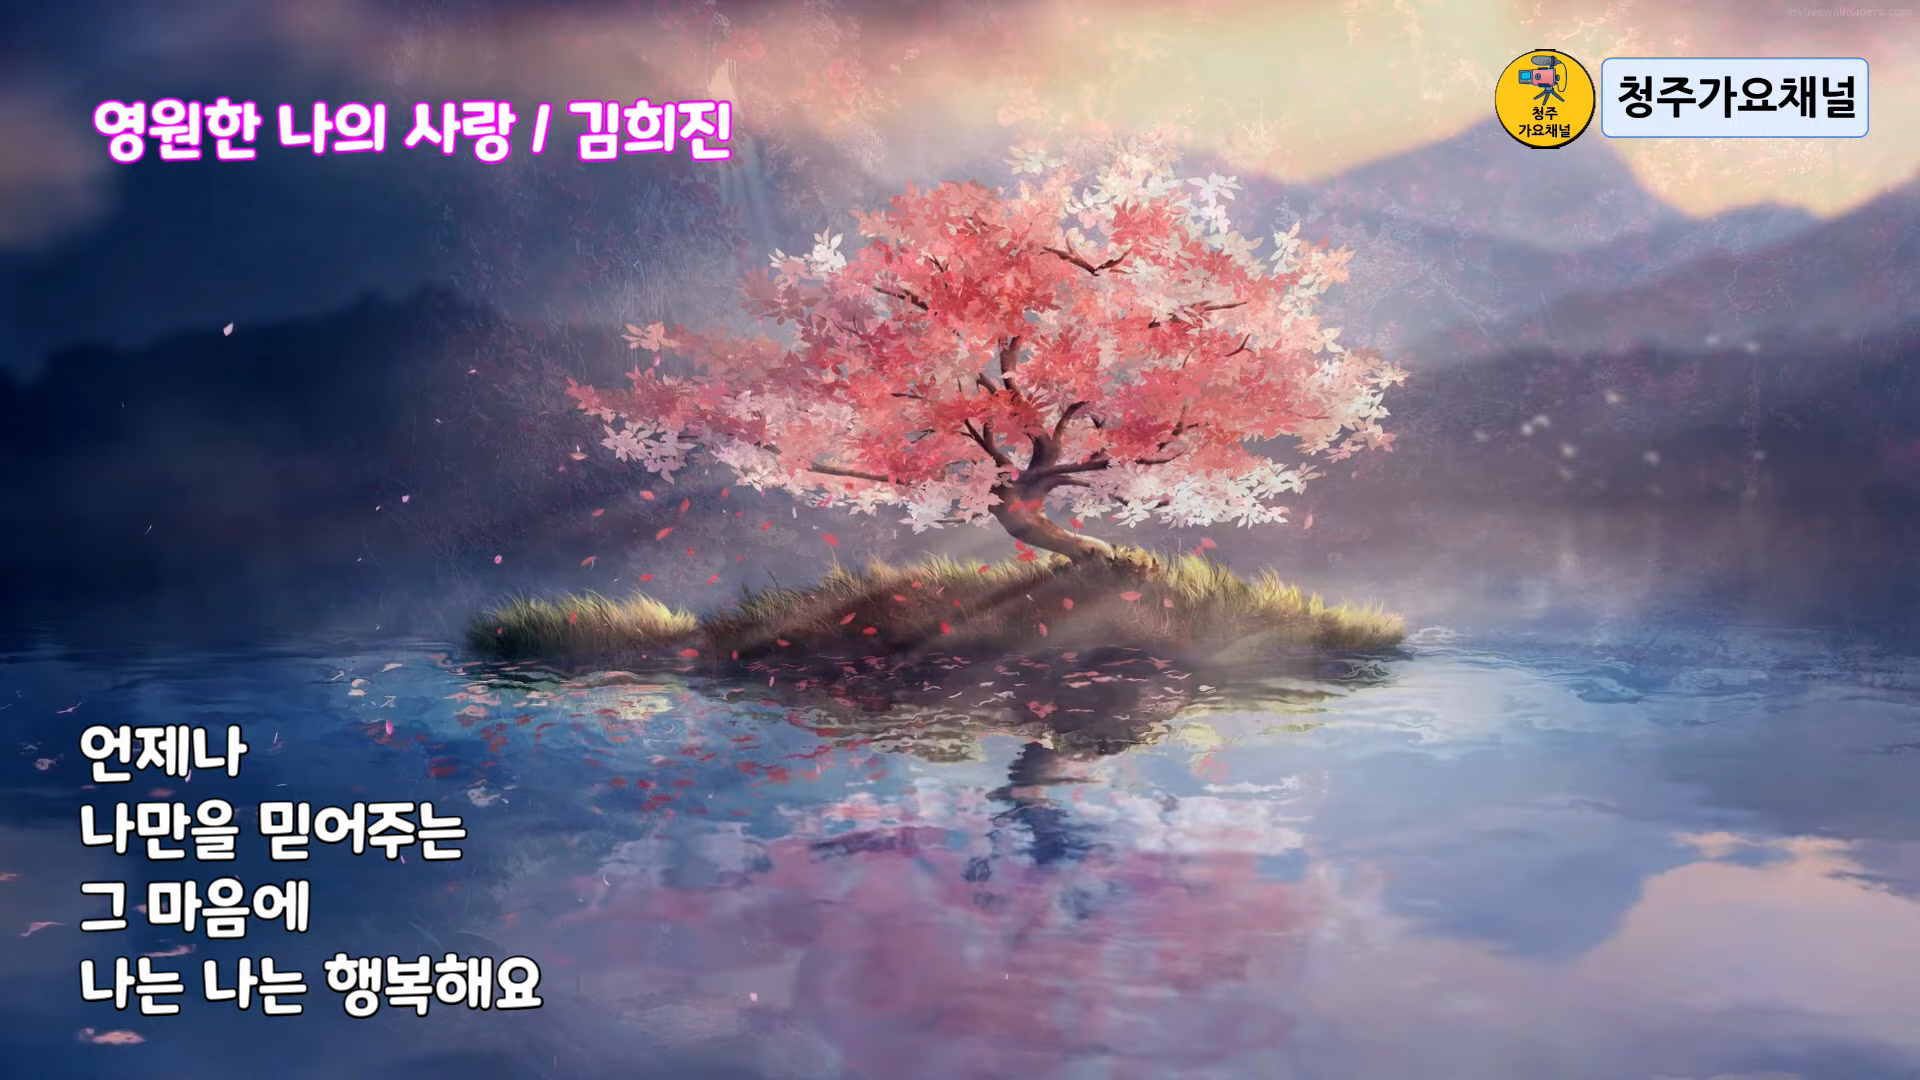 mylivewallpapers.com
영원한 나의 사랑 / 김희진
청주
가요채널
청주가요채널
언제나
나만을 믿어주는
그 마음에
나는 나는 행복해요